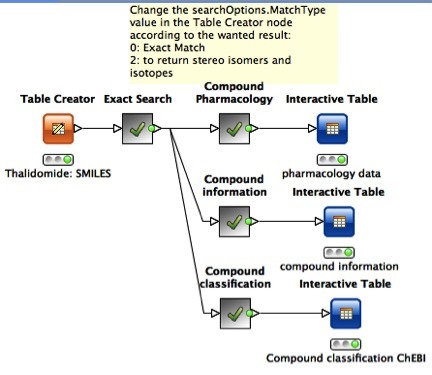 Change the searchOptions.MatchType
value in the Table Creator node
according to the wanted result:
0: Exact Match
2: to return stereo isomers and
isotopes
Table Creator
Exact Search
Compound
Pharmacology
Interactive Table
Thalidomide: SMILES
pharmacology data
Compound
information
Interactive Table
compound information
Compound
classification
Interactive Table
Compound classification ChEBI